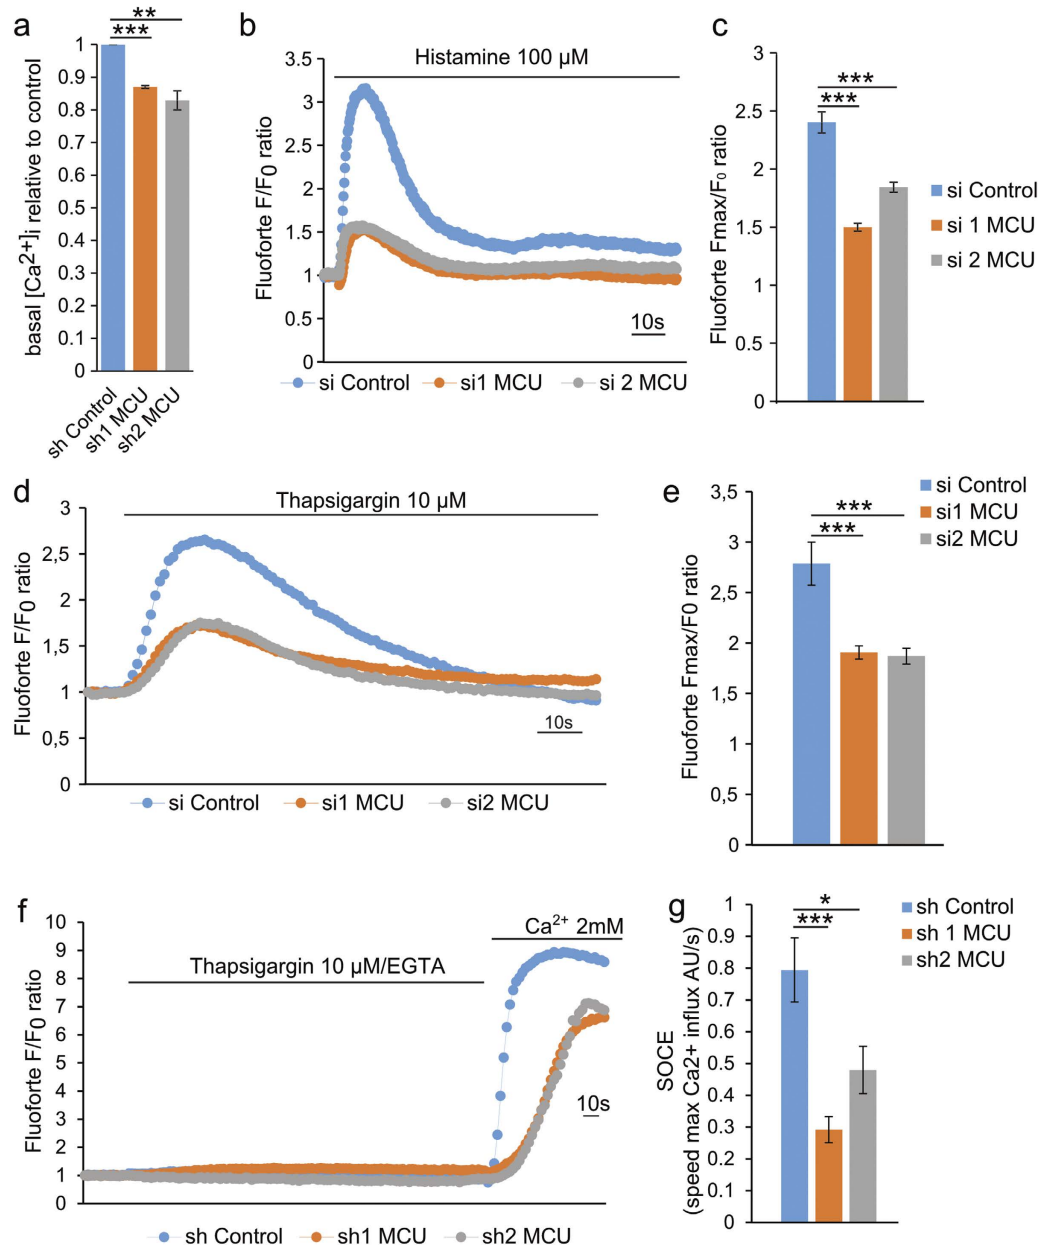 a
**
***
basal [Ca²⁺]i relative to control
1
0.9
0.8
0.7
0.6
0.5
0.4
0.3
0.2
0.1
0
sh Control
sh1 MCU
sh2 MCU
b
Histamine 100 µM
Fluoforte F/F₀ ratio
3.5
3
2.5
2
1.5
1
0.5
0
10s
si Control
si1 MCU
si 2 MCU
c
***
***
Fluoforte Fmax/F₀ ratio
3
2.5
2
1.5
1
0.5
0
si Control
si 1 MCU
si 2 MCU
d
Thapsigargin 10 µM
Fluoforte F/F₀ ratio
3
2,5
2
1,5
1
0,5
0
10s
si Control
si1 MCU
si2 MCU
e
***
***
Fluoforte Fmax/F0 ratio
3,5
3
2,5
2
1,5
1
0,5
0
si Control
si1 MCU
si2 MCU
f
Ca²⁺ 2mM
Thapsigargin 10 µM/EGTA
Fluoforte F/F₀ ratio
10
9
8
7
6
5
4
3
2
1
0
10s
sh Control
sh1 MCU
sh2 MCU
g
*
***
SOCE
(speed max Ca2+ influx AU/s)
1
0.9
0.8
0.7
0.6
0.5
0.4
0.3
0.2
0.1
0
sh Control
sh 1 MCU
sh2 MCU